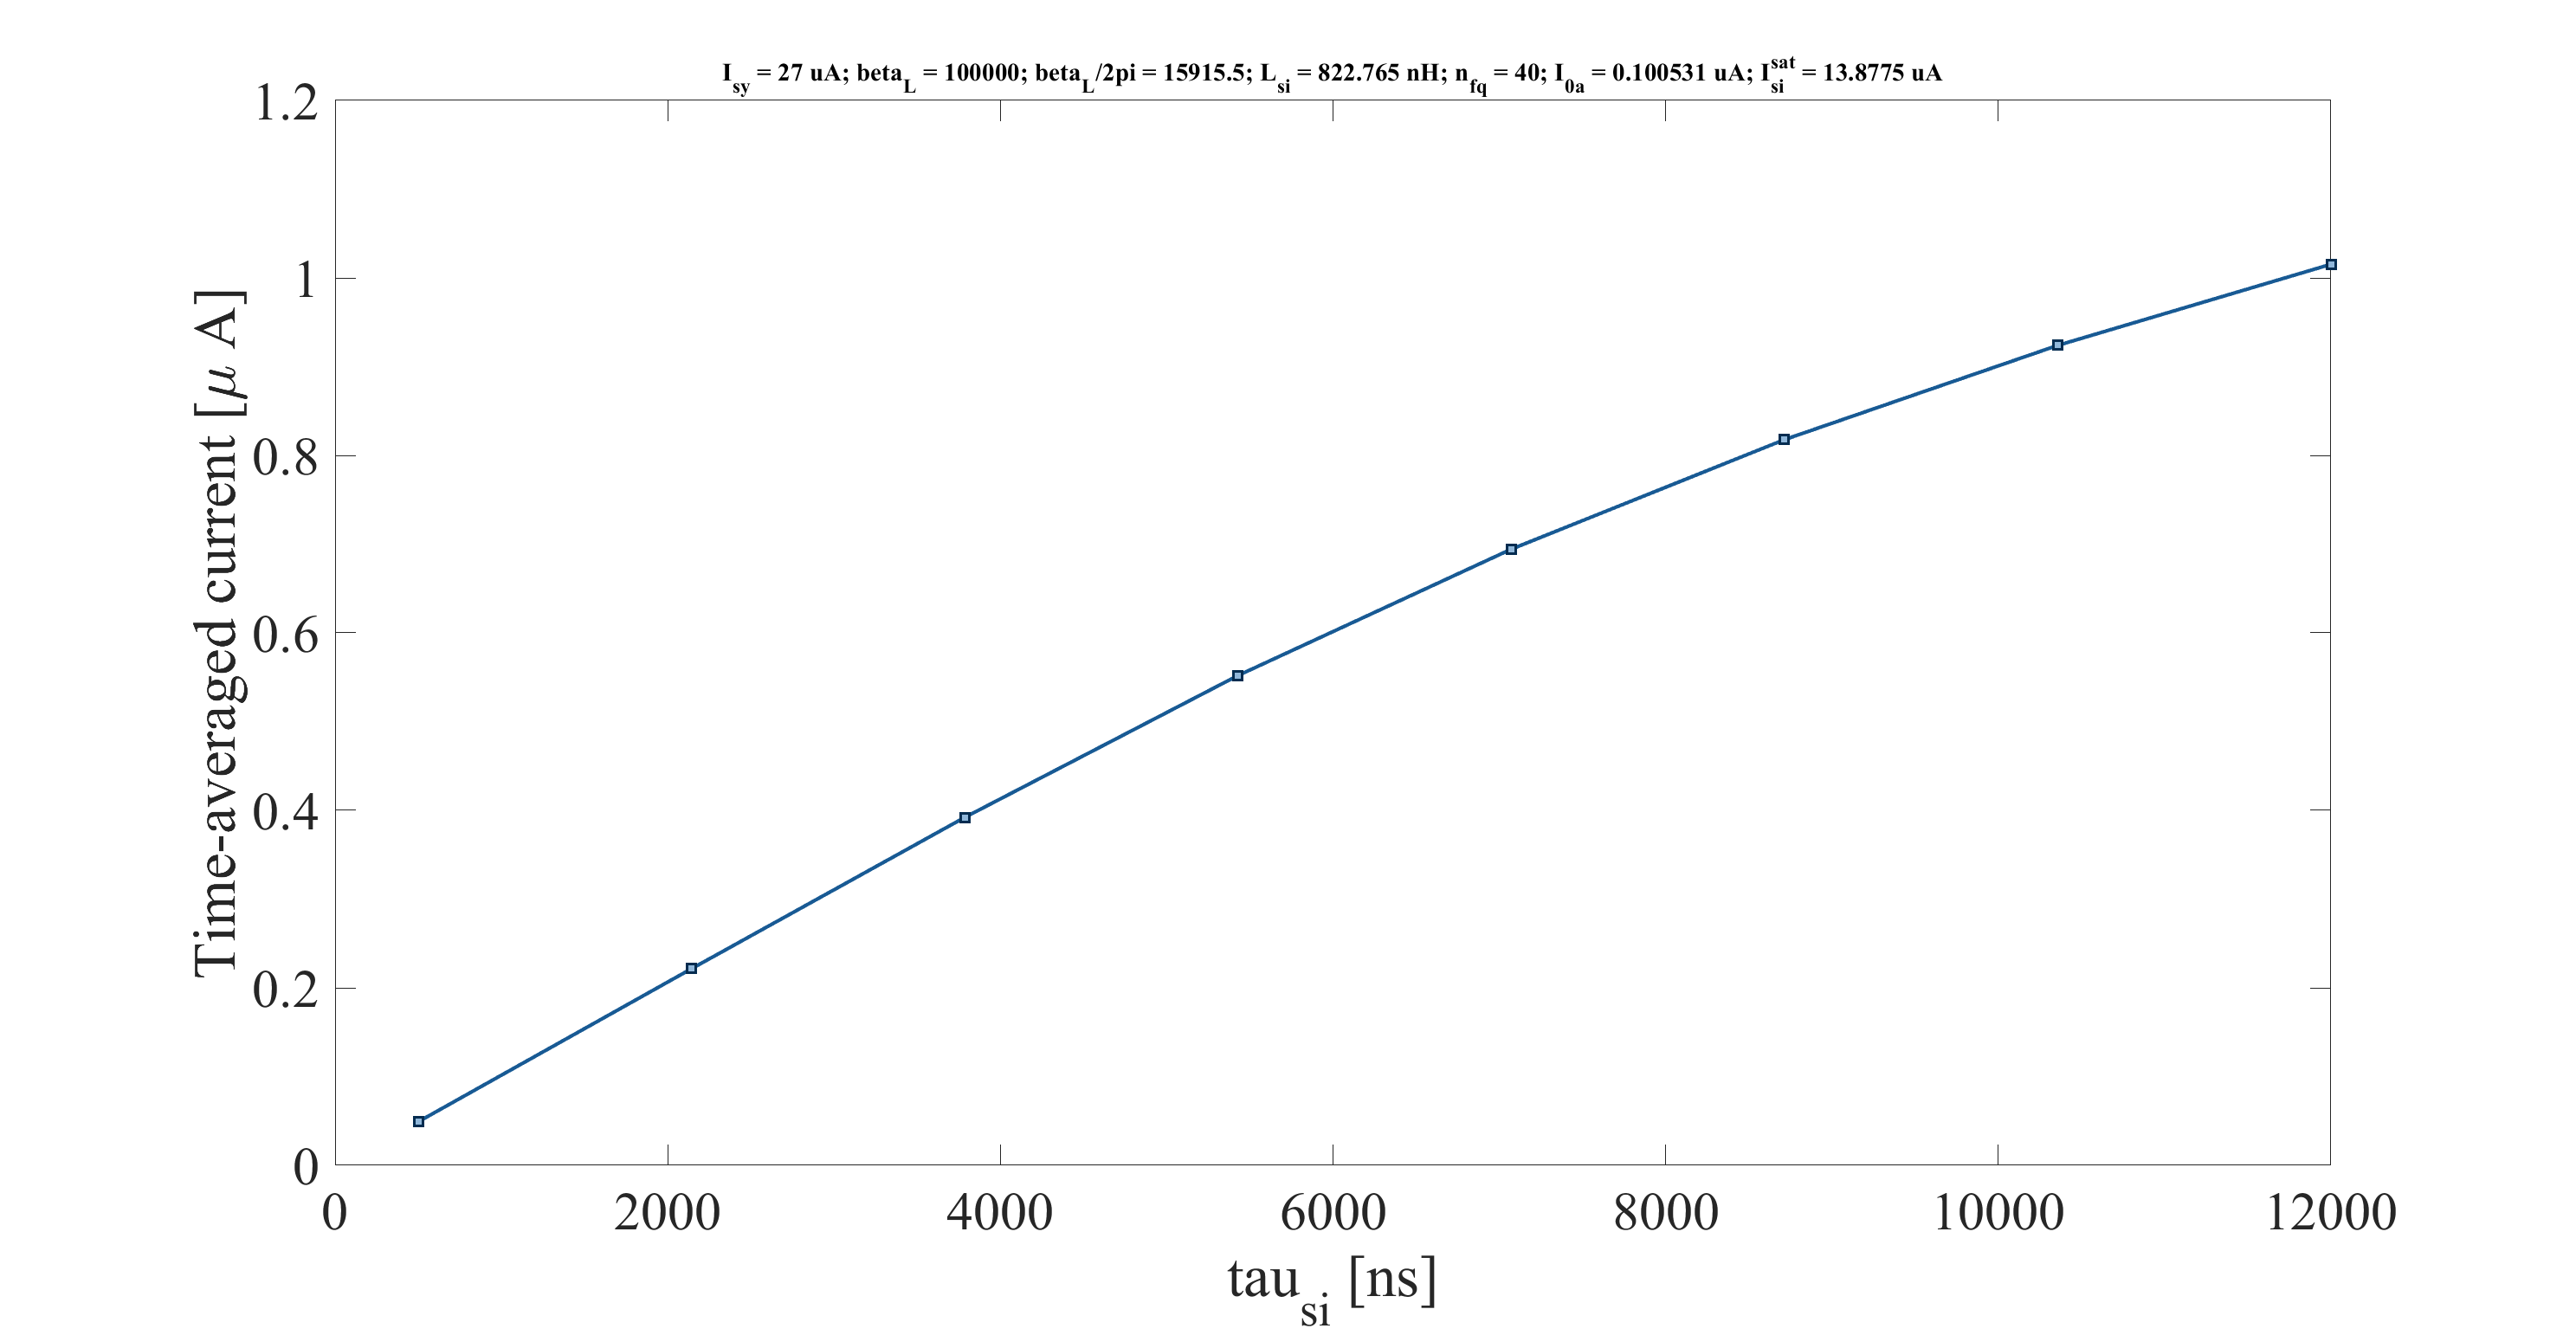 I_sy = 27 uA; beta_L = 100000; beta_L/2pi = 15915.5; L_si = 822.765 nH; n_fq = 40; I_0a = 0.100531 uA; I_si^sat = 13.8775 uA
1.2
1
0.8
0.6
0.4
0.2
0
Time-averaged current [μ A]
0 2000 4000 6000 8000 10000 12000
tau_si [ns]